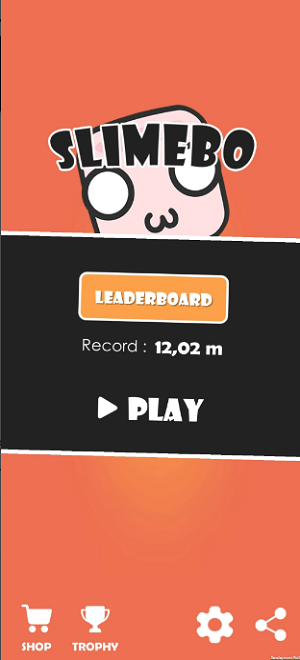 SLIMEBO
LEADERBOARD
Record : 12,02 m
PLAY
SHOP TROPHY